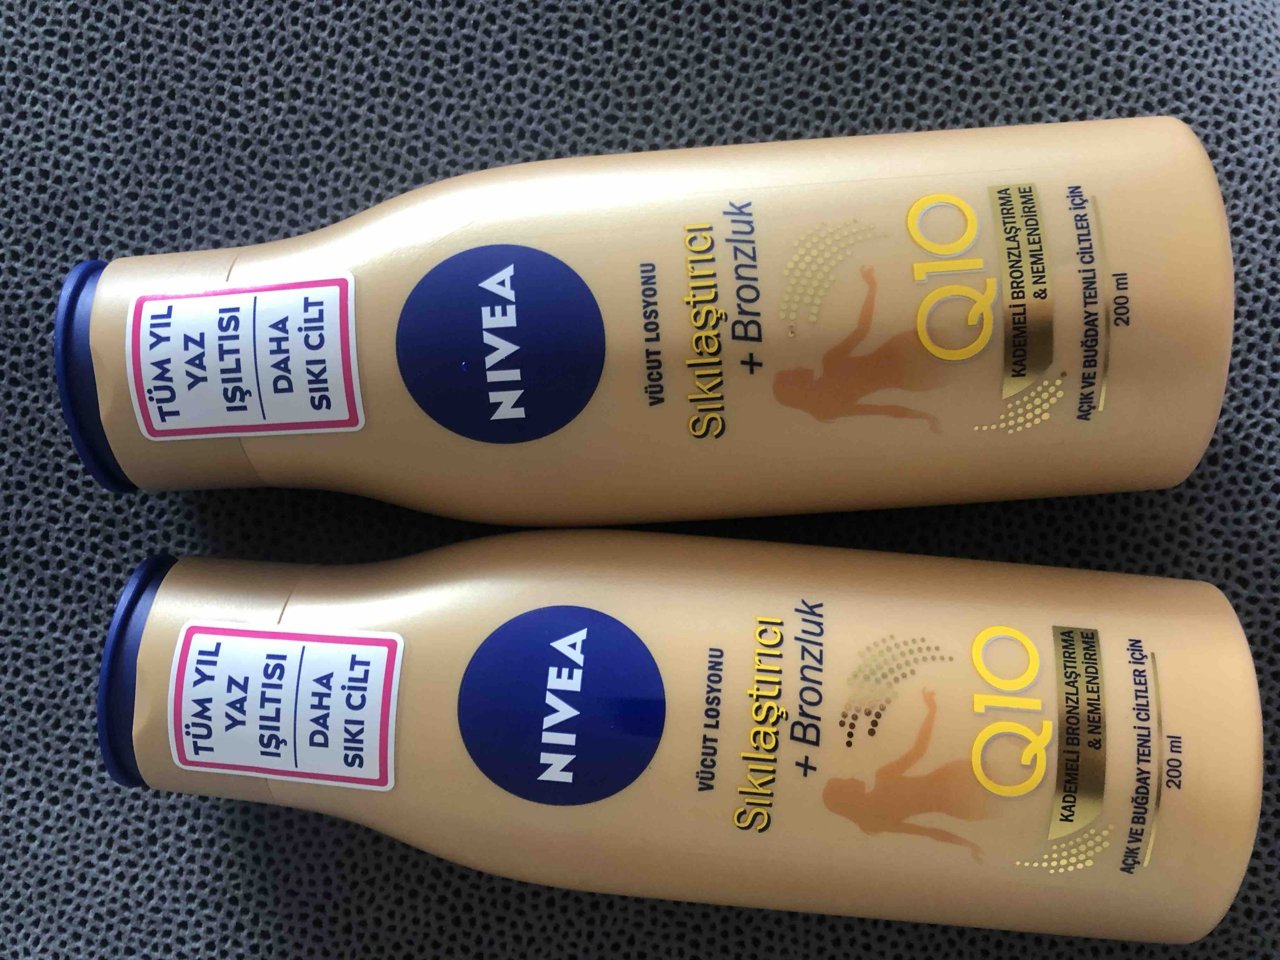 TÜM YIL
YAZ
IŞILTISI
DAHA
SIKI CİLT
NIVEA
VÜCUT LOSYONU
Sıkılaştırıcı
+ Bronzluk
Q10
KADEMELİ BRONZLAŞTIRMA
& NEMLENDİRME
AÇIK VE BUĞDAY TENLİ CİLTLER İÇİN
200 ml
TÜM YIL
YAZ
IŞILTISI
DAHA
SIKI CİLT
NIVEA
VÜCUT LOSYONU
Sıkılaştırıcı
+ Bronzluk
Q10
KADEMELİ BRONZLAŞTIRMA
& NEMLENDİRME
AÇIK VE BUĞDAY TENLİ CİLTLER İÇİN
200 ml